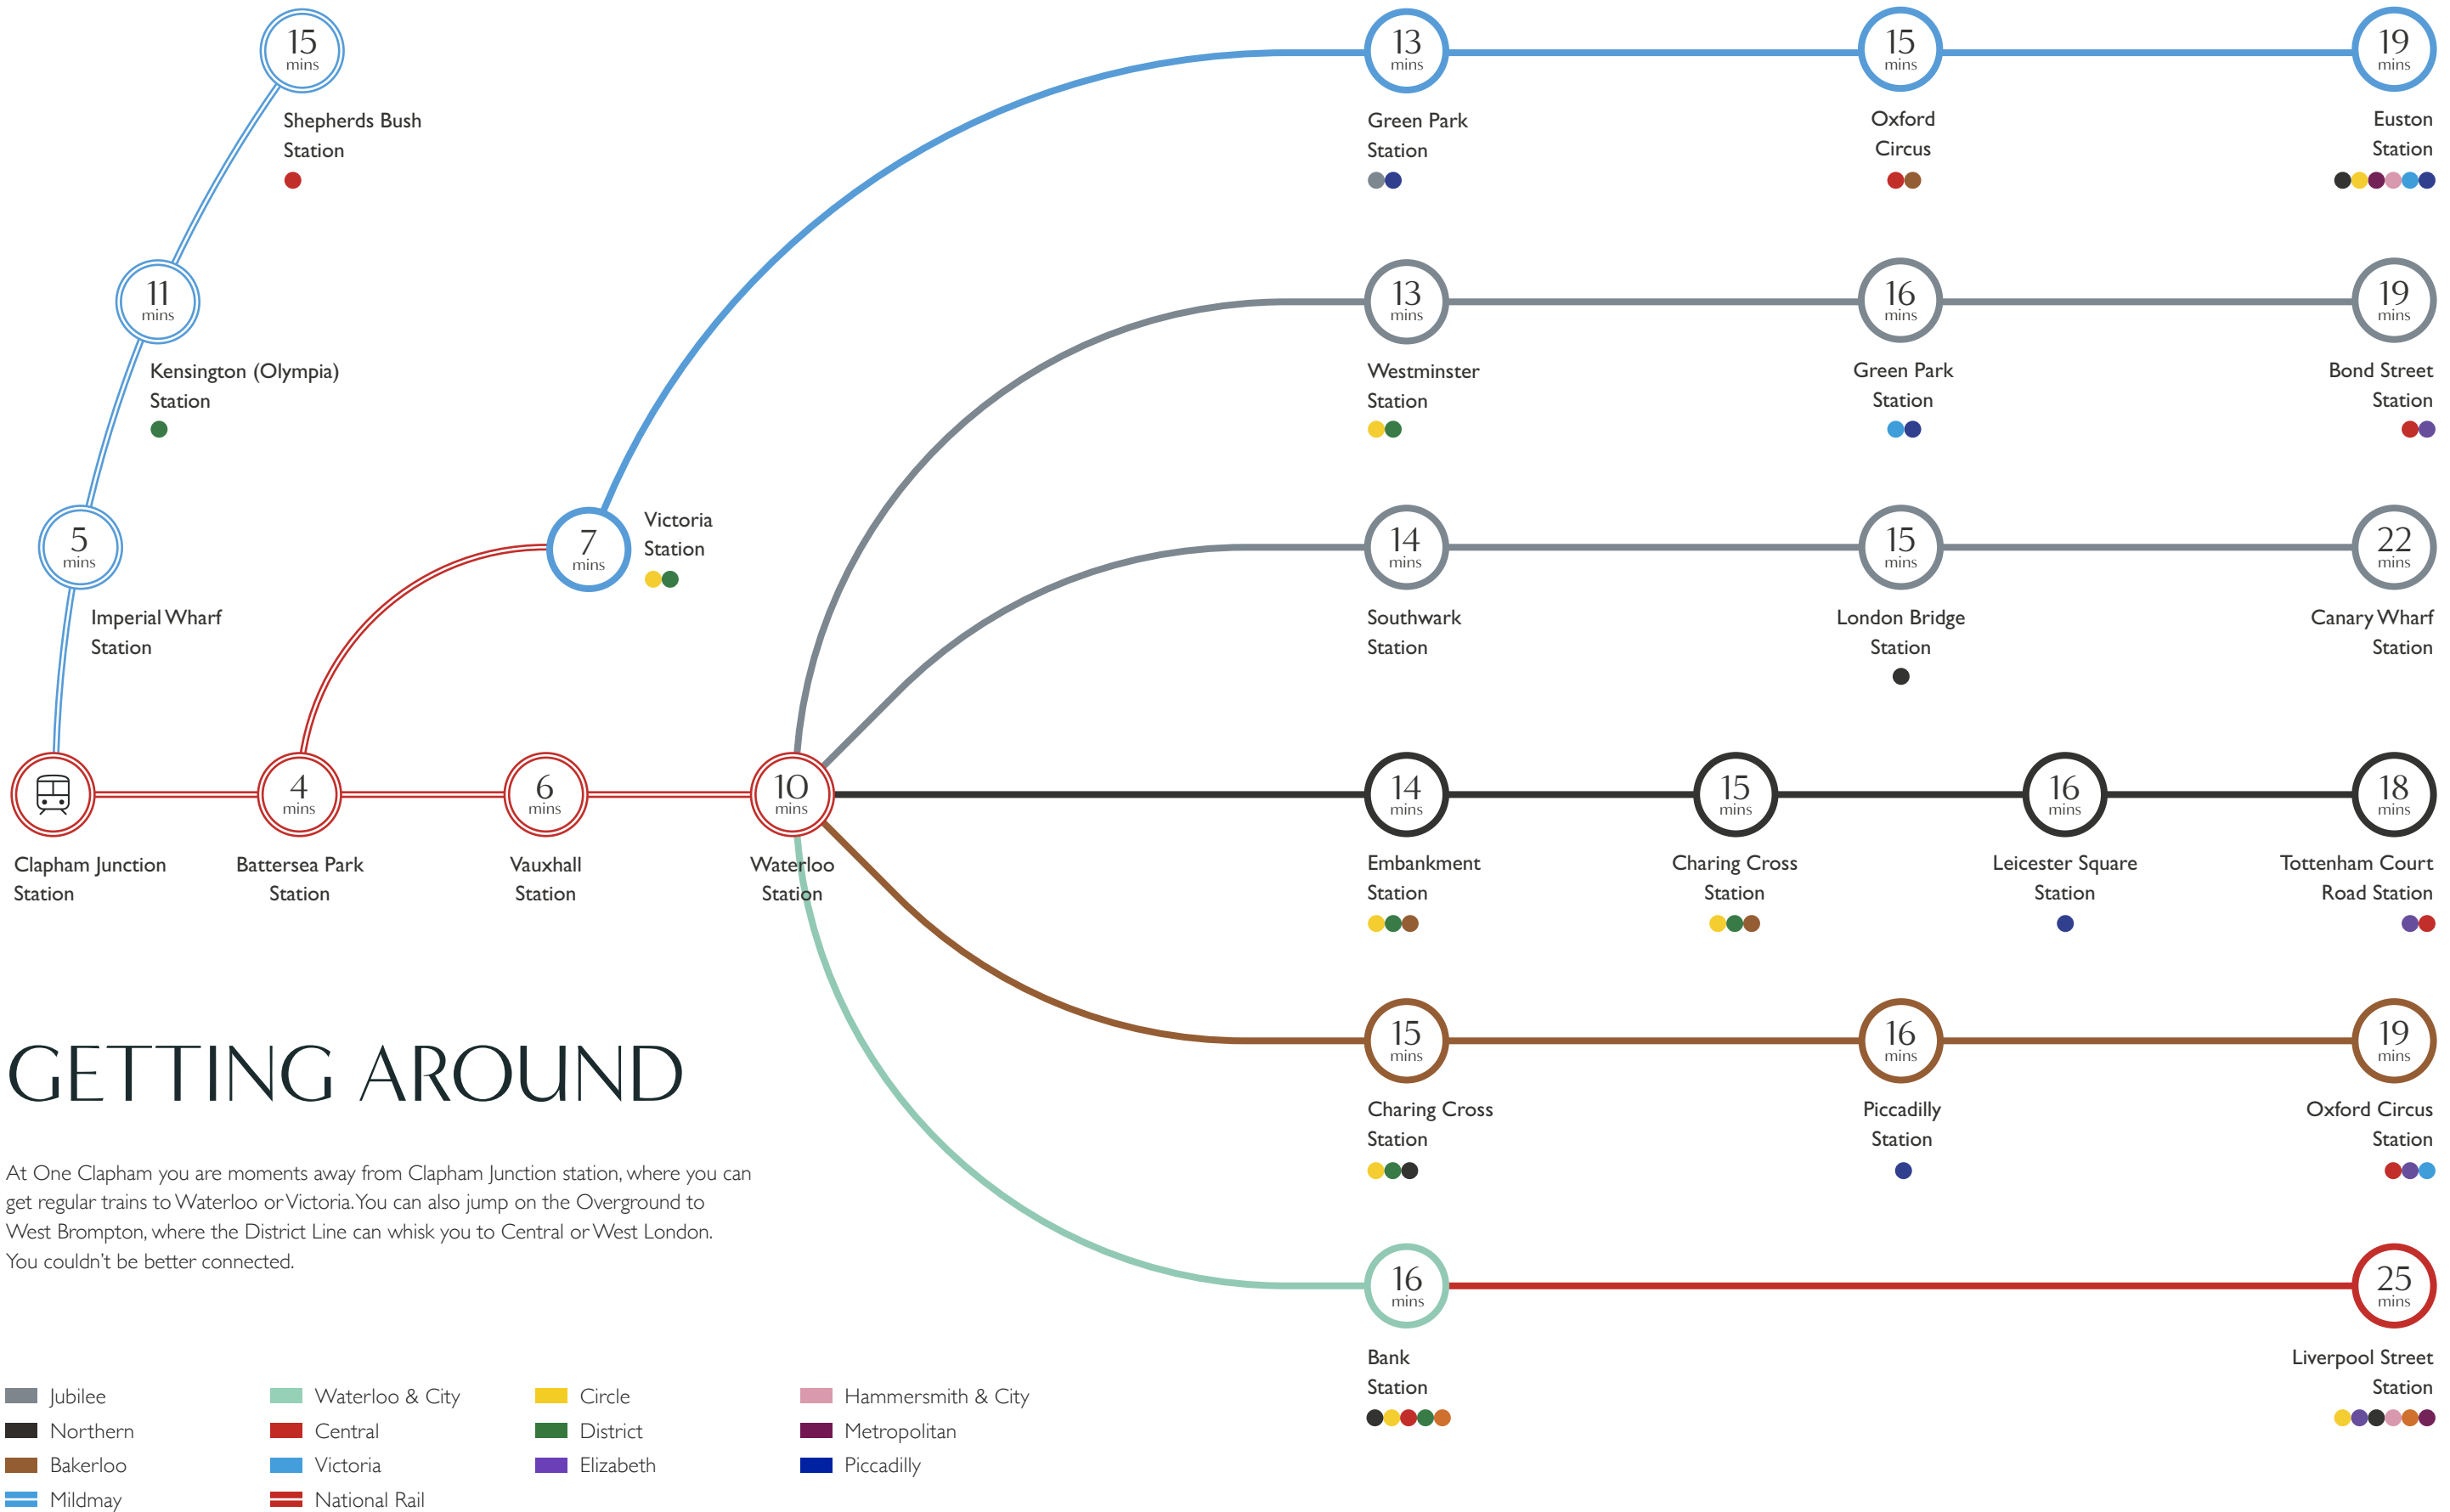 15
mins
Shepherds Bush
Station
11
mins
Kensington (Olympia)
Station
5
mins
Imperial Wharf
Station
Clapham Junction
Station
4
mins
Battersea Park
Station
6
mins
Vauxhall
Station
10
mins
Waterloo
Station
7
mins
Victoria
Station
13
mins
Green Park
Station
15
mins
Oxford
Circus
19
mins
Euston
Station
13
mins
Westminster
Station
16
mins
Green Park
Station
19
mins
Bond Street
Station
14
mins
Southwark
Station
15
mins
London Bridge
Station
22
mins
Canary Wharf
Station
14
mins
Embankment
Station
15
mins
Charing Cross
Station
16
mins
Leicester Square
Station
18
mins
Tottenham Court
Road Station
15
mins
Charing Cross
Station
16
mins
Piccadilly
Station
19
mins
Oxford Circus
Station
16
mins
Bank
Station
25
mins
Liverpool Street
Station
GETTING AROUND
At One Clapham you are moments away from Clapham Junction station, where you can
get regular trains to Waterloo or Victoria. You can also jump on the Overground to
West Brompton, where the District Line can whisk you to Central or West London.
You couldn't be better connected.
Jubilee
Northern
Bakerloo
Mildmay
Waterloo & City
Central
Victoria
National Rail
Circle
District
Elizabeth
Hammersmith & City
Metropolitan
Piccadilly